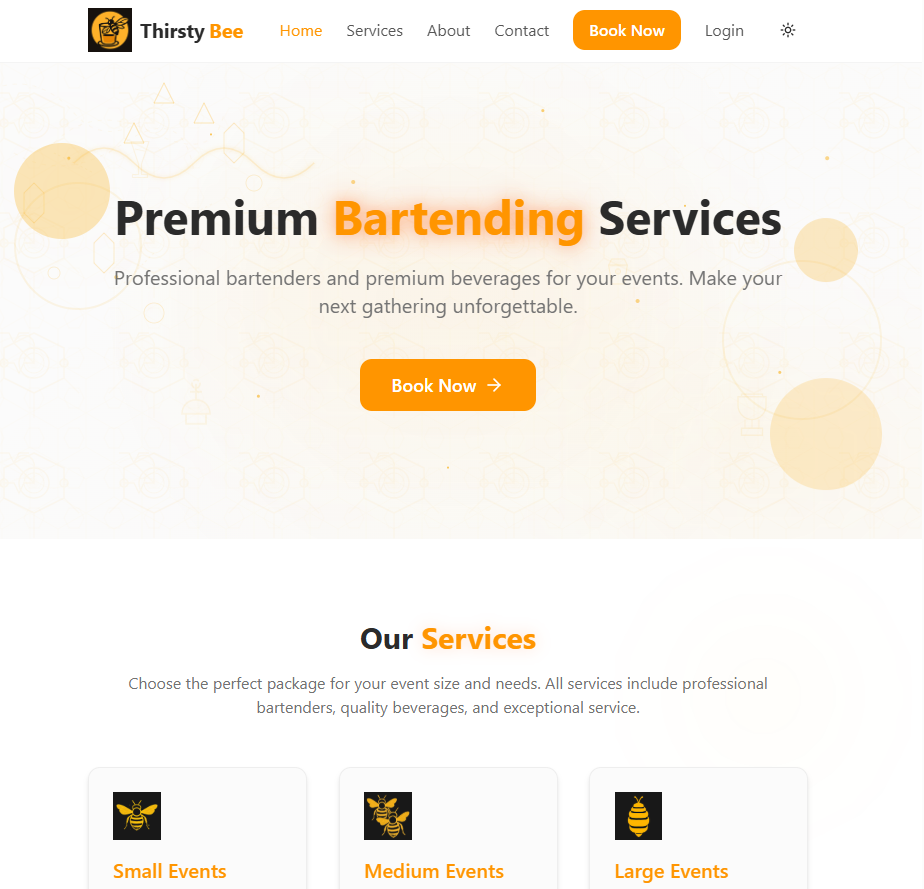 Thirsty Bee
Home
Services
About
Contact
Book Now
Login
Premium Bartending Services
Professional bartenders and premium beverages for your events. Make your
next gathering unforgettable.
Book Now →
Our Services
Choose the perfect package for your event size and needs. All services include professional
bartenders, quality beverages, and exceptional service.
Small Events
Medium Events
Large Events